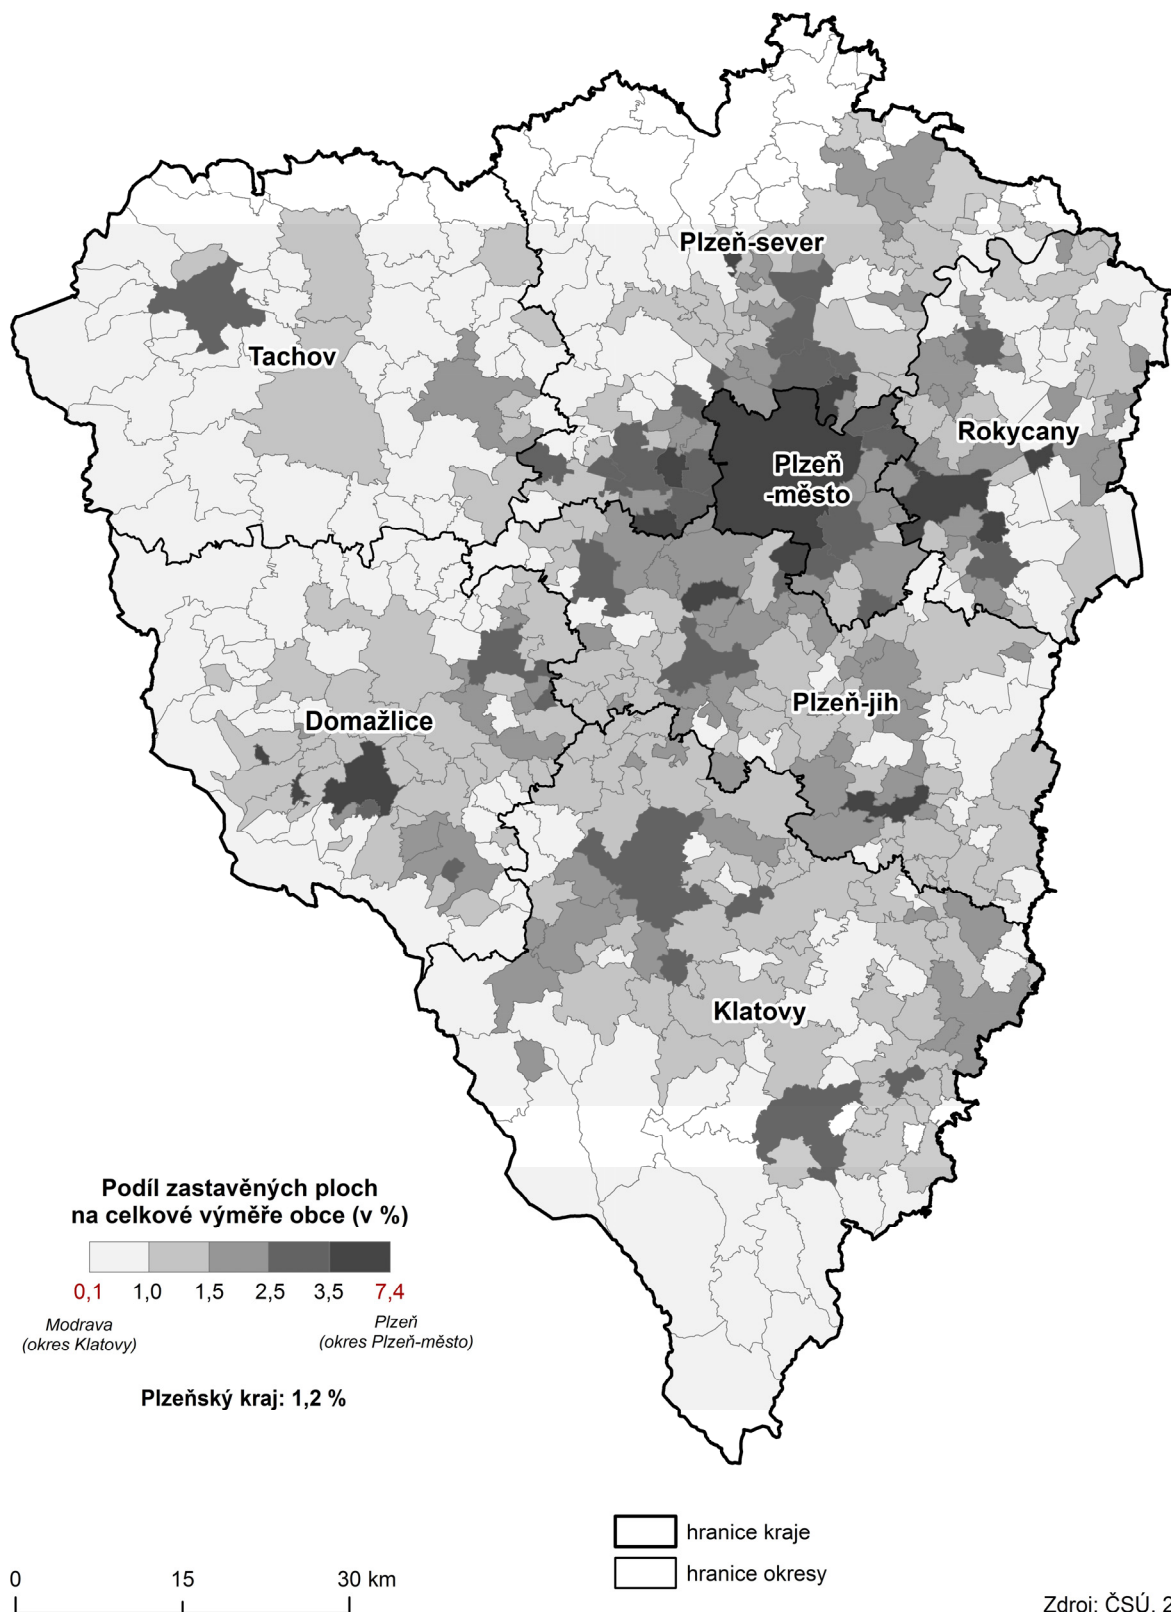 Plzeň-sever
Tachov
Rokycany
Plzeň
-město
Domažlice
Plzeň-jih
Klatovy
Podíl zastavěných ploch
na celkové výměře obce (v %)
0,1 1,0 1,5 2,5 3,5 7,4
Modrava Plzeň
(okres Klatovy) (okres Plzeň-město)
Plzeňský kraj: 1,2 %
hranice kraje
hranice okresy
0 15 30 km
Zdroj: ČSÚ, 2